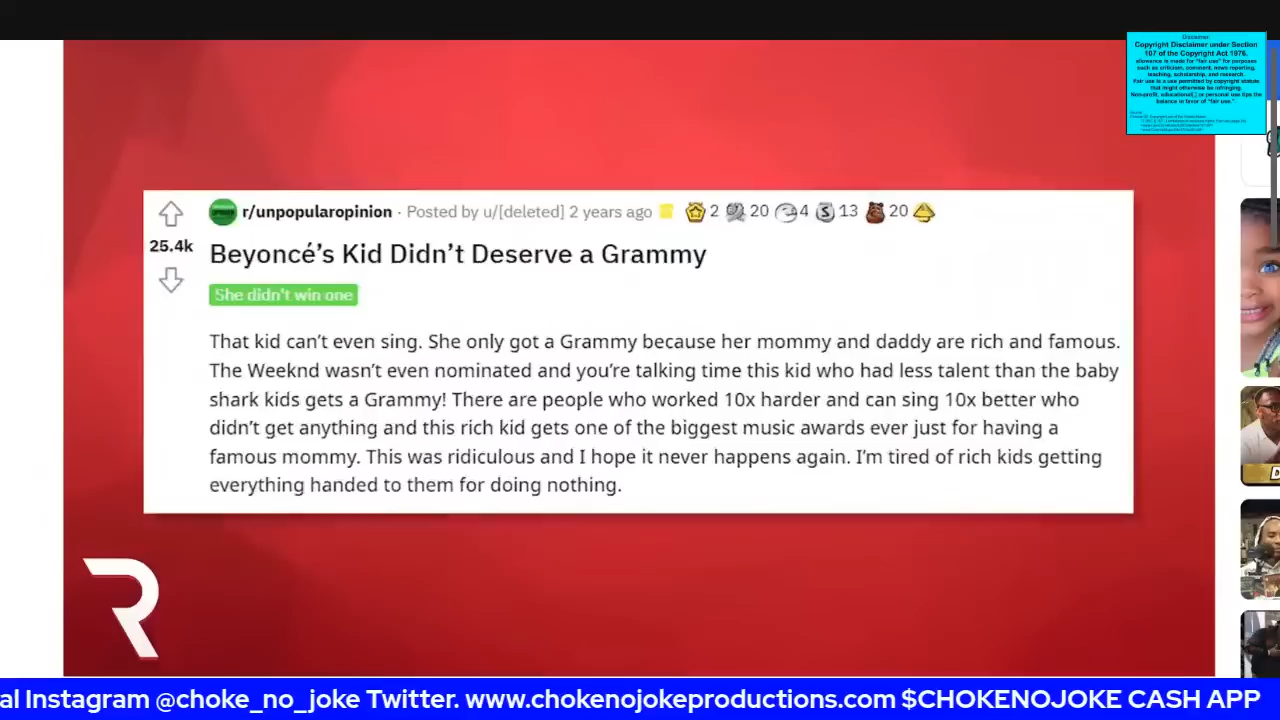 Disclaimer
Copyright Disclaimer under Section
107 of the Copyright Act 1976,
allowance is made for "fair use" for purposes
such as criticism, comment, news reporting,
teaching, scholarship, and research.
Fair use is a use permitted by copyright statute
that might otherwise be infringing.
Non-profit, educational[,] or personal use tips the
balance in favor of "fair use".
r/unpopularopinion · Posted by u/[deleted] 2 years ago 2 20 4 S 13 20
25.4k
Beyoncé's Kid Didn't Deserve a Grammy
She didn't win one
That kid can't even sing. She only got a Grammy because her mommy and daddy are rich and famous.
The Weeknd wasn't even nominated and you're talking time this kid who had less talent than the baby
shark kids gets a Grammy! There are people who worked 10x harder and can sing 10x better who
didn't get anything and this rich kid gets one of the biggest music awards ever just for having a
famous mommy. This was ridiculous and I hope it never happens again. I'm tired of rich kids getting
everything handed to them for doing nothing.
R
al Instagram @choke_no_joke Twitter. www.chokenojokeproductions.com $CHOKENOJOKE CASH APP